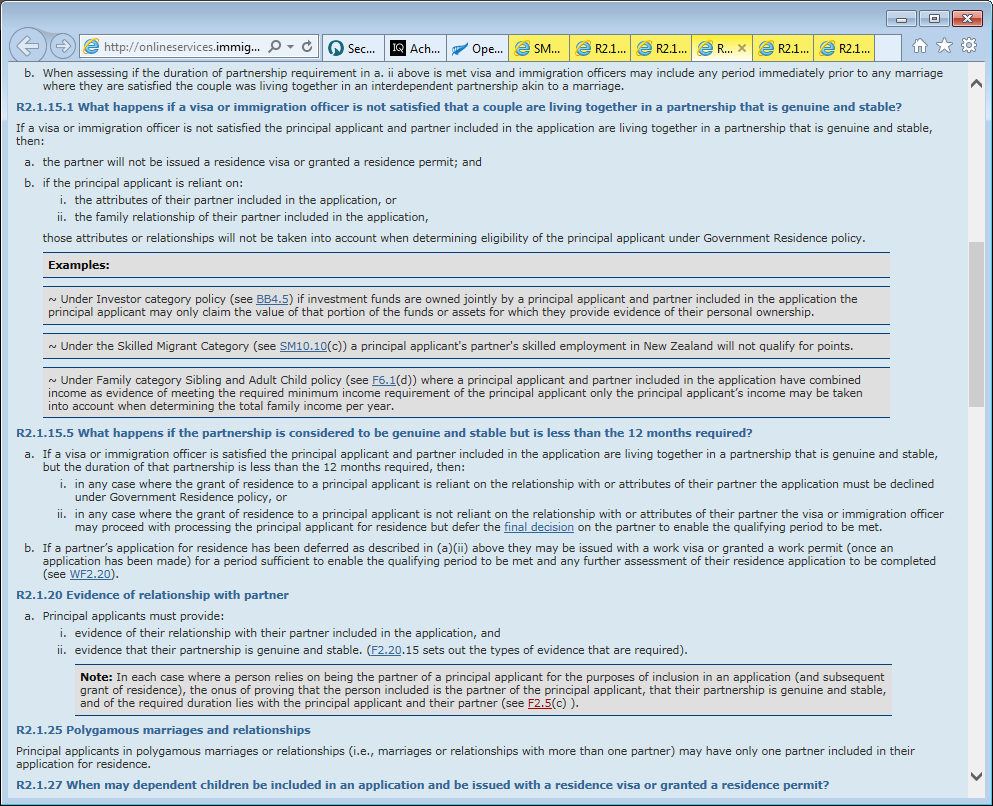 http://onlineservices.immig...
Sec...
Ach...
Ope...
SM...
R2.1...
R2.1...
R...
R2.1...
R2.1...
b. When assessing if the duration of partnership requirement in a. ii above is met visa and immigration officers may include any period immediately prior to any marriage
where they are satisfied the couple was living together in an interdependent partnership akin to a marriage.
R2.1.15.1 What happens if a visa or immigration officer is not satisfied that a couple are living together in a partnership that is genuine and stable?
If a visa or immigration officer is not satisfied the principal applicant and partner included in the application are living together in a partnership that is genuine and stable,
then:
a. the partner will not be issued a residence visa or granted a residence permit; and
b. if the principal applicant is reliant on:
i. the attributes of their partner included in the application, or
ii. the family relationship of their partner included in the application,
those attributes or relationships will not be taken into account when determining eligibility of the principal applicant under Government Residence policy.
Examples:
~ Under Investor category policy (see BB4.5) if investment funds are owned jointly by a principal applicant and partner included in the application the
principal applicant may only claim the value of that portion of the funds or assets for which they provide evidence of their personal ownership.
~ Under the Skilled Migrant Category (see SM10.10(c)) a principal applicant's partner's skilled employment in New Zealand will not qualify for points.
~ Under Family category Sibling and Adult Child policy (see F6.1(d)) where a principal applicant and partner included in the application have combined
income as evidence of meeting the required minimum income requirement of the principal applicant only the principal applicant's income may be taken
into account when determining the total family income per year.
R2.1.15.5 What happens if the partnership is considered to be genuine and stable but is less than the 12 months required?
a. If a visa or immigration officer is satisfied the principal applicant and partner included in the application are living together in a partnership that is genuine and stable,
but the duration of that partnership is less than the 12 months required, then:
i. in any case where the grant of residence to a principal applicant is reliant on the relationship with or attributes of their partner the application must be declined
under Government Residence policy, or
ii. in any case where the grant of residence to a principal applicant is not reliant on the relationship with or attributes of their partner the visa or immigration officer
may proceed with processing the principal applicant for residence but defer the final decision on the partner to enable the qualifying period to be met.
b. If a partner's application for residence has been deferred as described in (a)(ii) above they may be issued with a work visa or granted a work permit (once an
application has been made) for a period sufficient to enable the qualifying period to be met and any further assessment of their residence application to be completed
(see WF2.20).
R2.1.20 Evidence of relationship with partner
a. Principal applicants must provide:
i. evidence of their relationship with their partner included in the application, and
ii. evidence that their partnership is genuine and stable. (F2.20.15 sets out the types of evidence that are required).
Note: In each case where a person relies on being the partner of a principal applicant for the purposes of inclusion in an application (and subsequent
grant of residence), the onus of proving that the person included is the partner of the principal applicant, that their partnership is genuine and stable,
and of the required duration lies with the principal applicant and their partner (see F2.5(c) ).
R2.1.25 Polygamous marriages and relationships
Principal applicants in polygamous marriages or relationships (i.e., marriages or relationships with more than one partner) may have only one partner included in their
application for residence.
R2.1.27 When may dependent children be included in an application and be issued with a residence visa or granted a residence permit?